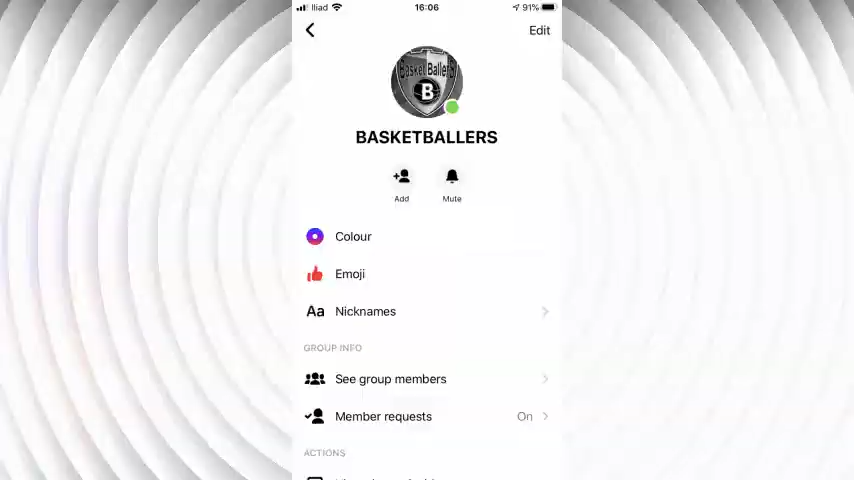 Iliad 16:06 91%
Edit
Basket Ballers
B
BASKETBALLERS
Add Mute
Colour
Emoji
Aa Nicknames
GROUP INFO
See group members
Member requests On
ACTIONS